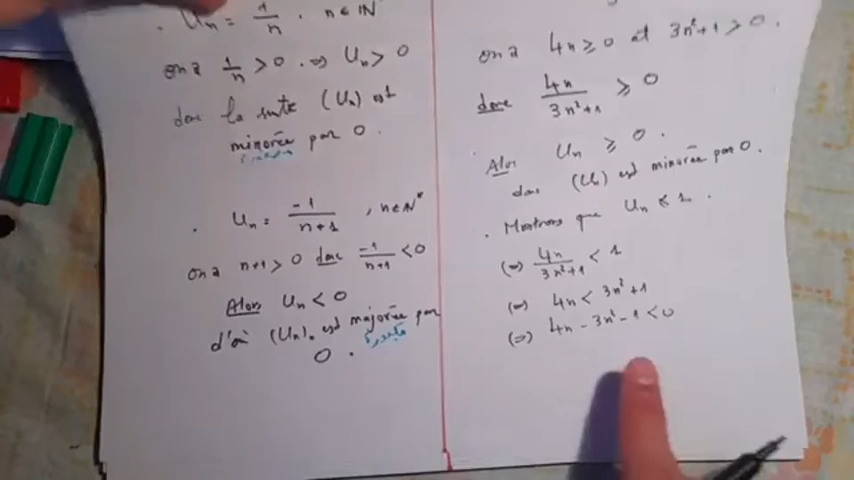 . Un = 1/n . n ∈ ℕ
on a 1/n > 0 . ⇒ Un > 0
donc la suite (Un) est
minorée par 0.
. Un = -1/n+1 , n ∈ ℕ*
on a n+1 > 0 donc -1/n+1 < 0
Alors Un < 0
d'où (Un)n est majorée par
0 .
on a 4n ≥ 0 et 3n²+1 > 0 .
donc 4n/3n²+1 ≥ 0
Alors Un ≥ 0 .
donc (Un) est minorée par 0.
. Montrons que Un < 1 .
(⇔) 4n/3n²+1 < 1
(⇔) 4n < 3n²+1
(⇔) 4n - 3n² - 1 < 0